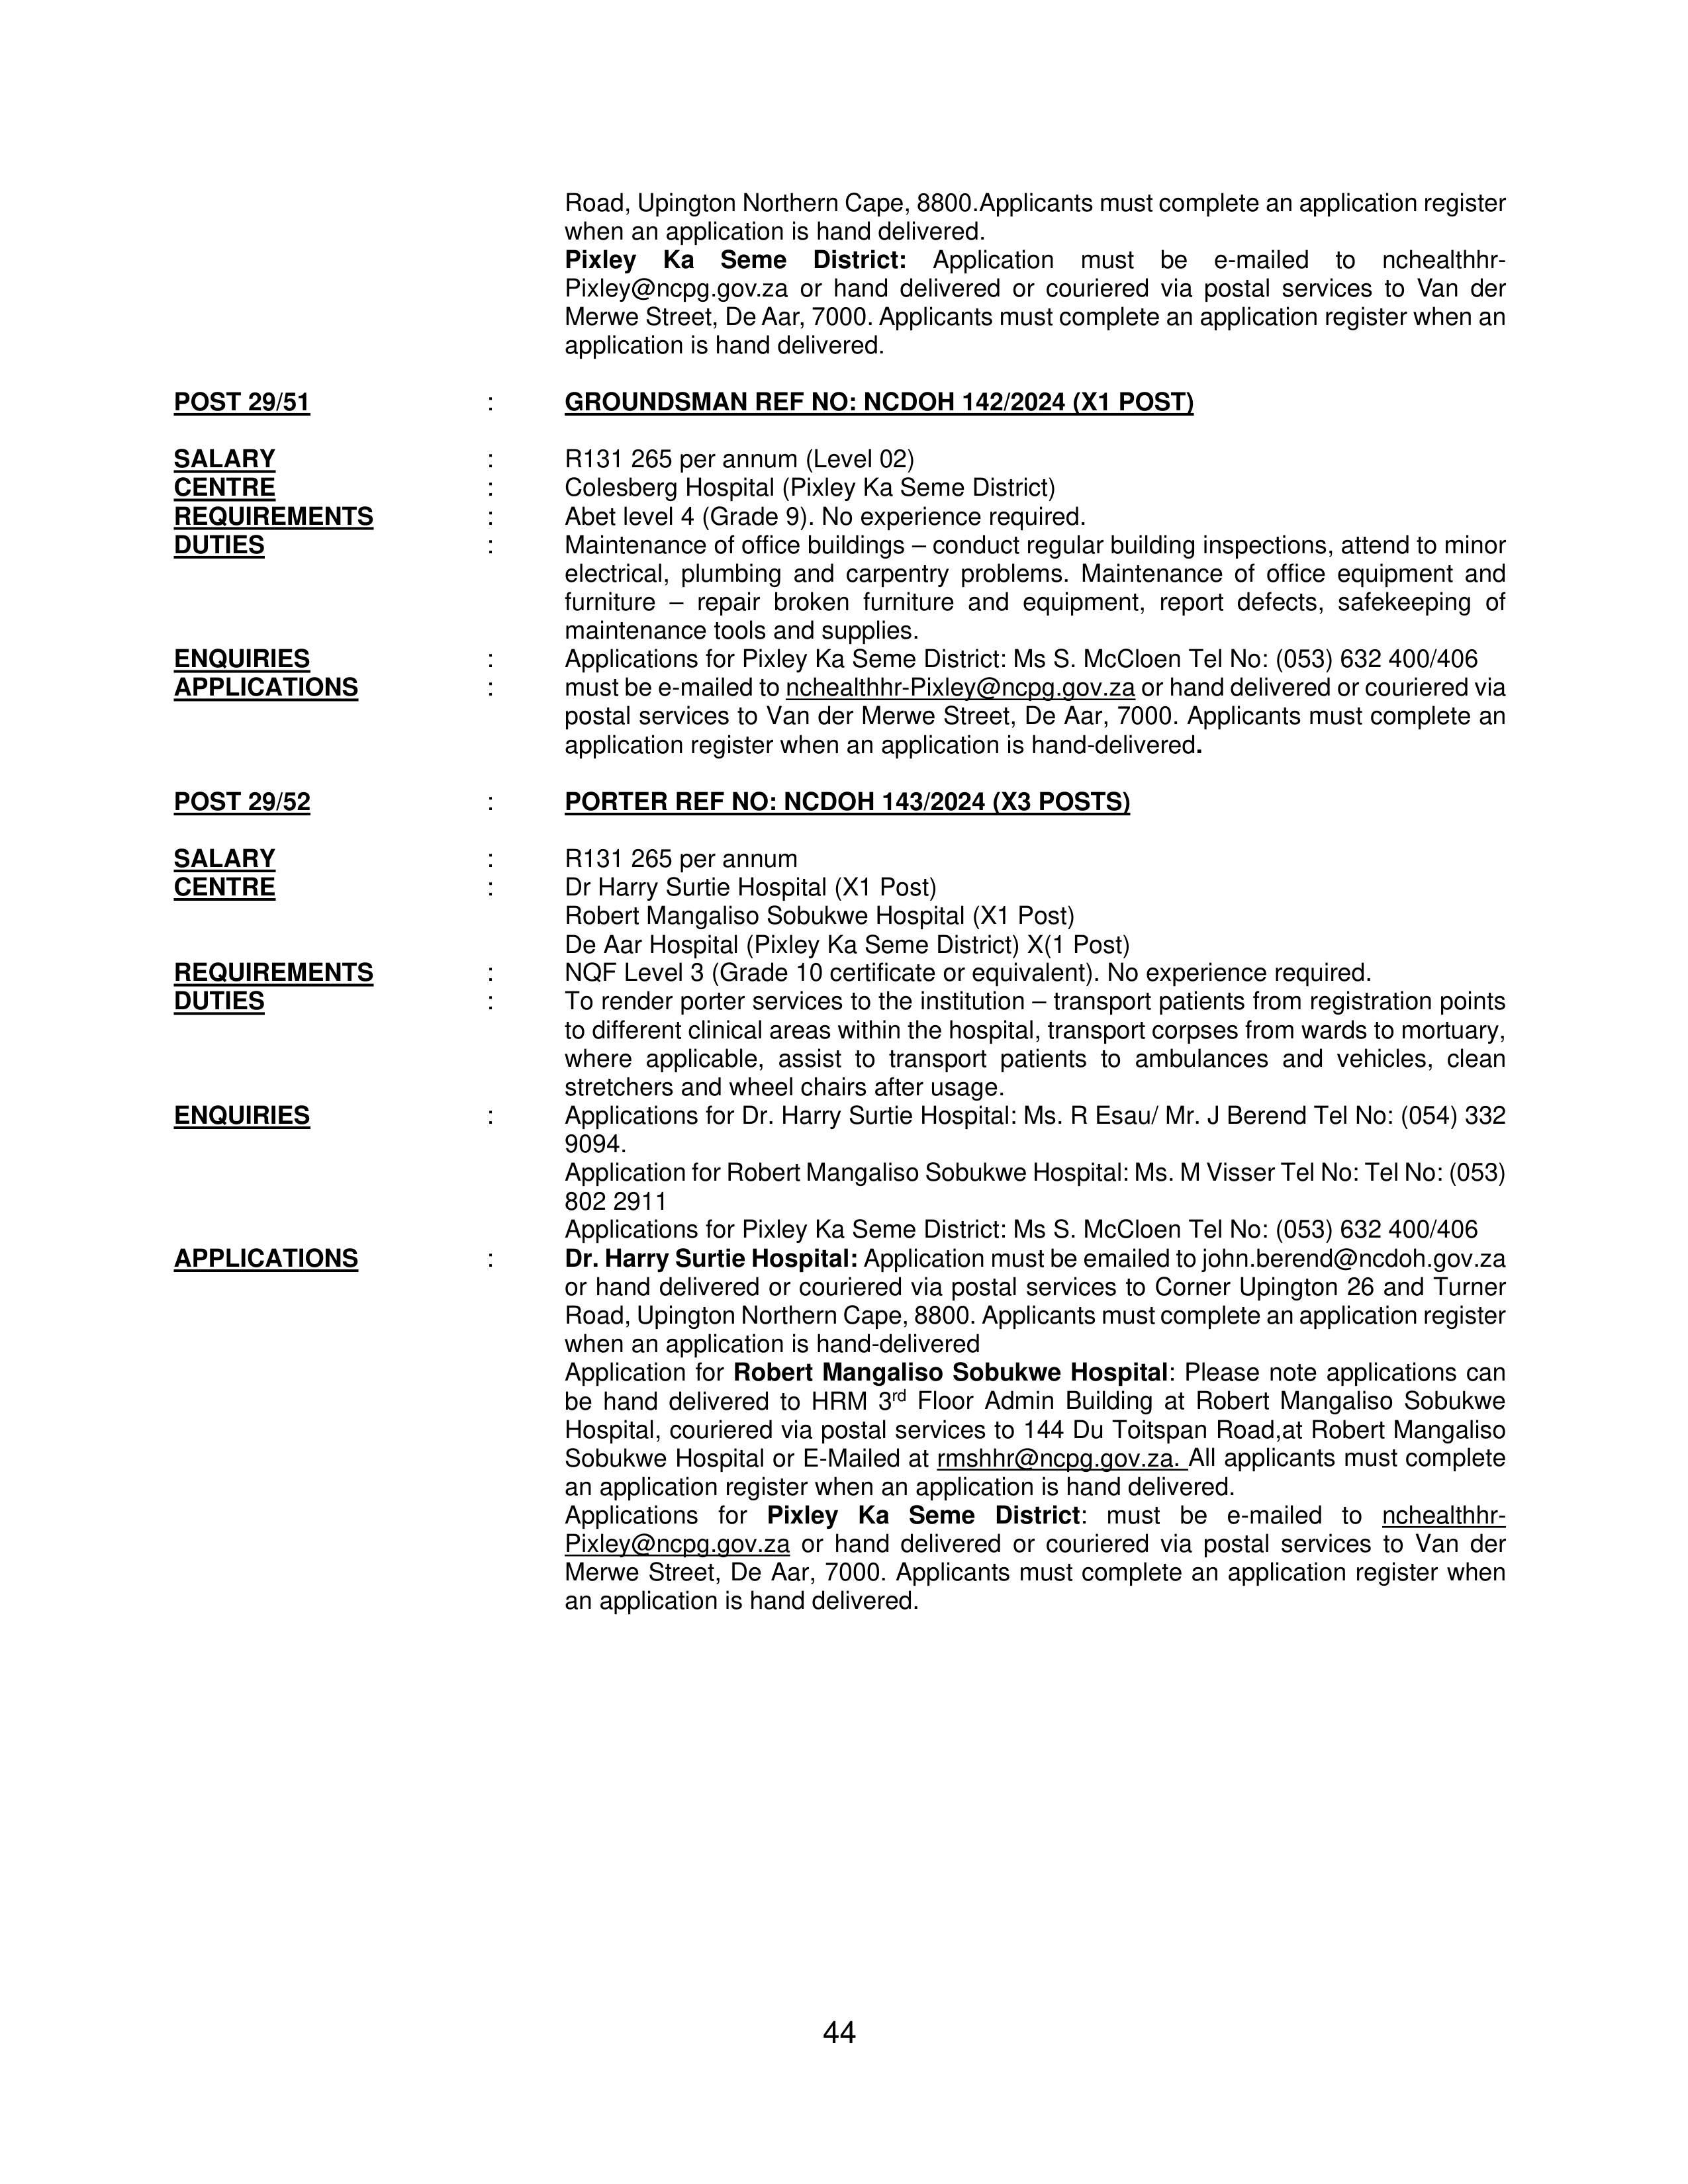 Road, Upington Northern Cape, 8800.Applicants must complete an application register
when an application is hand delivered.
Pixley Ka Seme District: Application must be e-mailed to nchealthhr-
Pixley@ncpg.gov.za or hand delivered or couriered via postal services to Van der
Merwe Street, De Aar, 7000. Applicants must complete an application register when an
application is hand delivered.
POST 29/51 : GROUNDSMAN REF NO: NCDOH 142/2024 (X1 POST)
SALARY : R131 265 per annum (Level 02)
CENTRE : Colesberg Hospital (Pixley Ka Seme District)
REQUIREMENTS : Abet level 4 (Grade 9). No experience required.
DUTIES : Maintenance of office buildings – conduct regular building inspections, attend to minor
electrical, plumbing and carpentry problems. Maintenance of office equipment and
furniture – repair broken furniture and equipment, report defects, safekeeping of
maintenance tools and supplies.
ENQUIRIES : Applications for Pixley Ka Seme District: Ms S. McCloen Tel No: (053) 632 400/406
APPLICATIONS : must be e-mailed to nchealthhr-Pixley@ncpg.gov.za or hand delivered or couriered via
postal services to Van der Merwe Street, De Aar, 7000. Applicants must complete an
application register when an application is hand-delivered.
POST 29/52 : PORTER REF NO: NCDOH 143/2024 (X3 POSTS)
SALARY : R131 265 per annum
CENTRE : Dr Harry Surtie Hospital (X1 Post)
Robert Mangaliso Sobukwe Hospital (X1 Post)
De Aar Hospital (Pixley Ka Seme District) X(1 Post)
REQUIREMENTS : NQF Level 3 (Grade 10 certificate or equivalent). No experience required.
DUTIES : To render porter services to the institution – transport patients from registration points
to different clinical areas within the hospital, transport corpses from wards to mortuary,
where applicable, assist to transport patients to ambulances and vehicles, clean
stretchers and wheel chairs after usage.
ENQUIRIES : Applications for Dr. Harry Surtie Hospital: Ms. R Esau/ Mr. J Berend Tel No: (054) 332
9094.
Application for Robert Mangaliso Sobukwe Hospital: Ms. M Visser Tel No: Tel No: (053)
802 2911
Applications for Pixley Ka Seme District: Ms S. McCloen Tel No: (053) 632 400/406
APPLICATIONS : Dr. Harry Surtie Hospital: Application must be emailed to john.berend@ncdoh.gov.za
or hand delivered or couriered via postal services to Corner Upington 26 and Turner
Road, Upington Northern Cape, 8800. Applicants must complete an application register
when an application is hand-delivered
Application for Robert Mangaliso Sobukwe Hospital: Please note applications can
be hand delivered to HRM 3rd Floor Admin Building at Robert Mangaliso Sobukwe
Hospital, couriered via postal services to 144 Du Toitspan Road,at Robert Mangaliso
Sobukwe Hospital or E-Mailed at rmshhr@ncpg.gov.za. All applicants must complete
an application register when an application is hand delivered.
Applications for Pixley Ka Seme District: must be e-mailed to nchealthhr-
Pixley@ncpg.gov.za or hand delivered or couriered via postal services to Van der
Merwe Street, De Aar, 7000. Applicants must complete an application register when
an application is hand delivered.
44